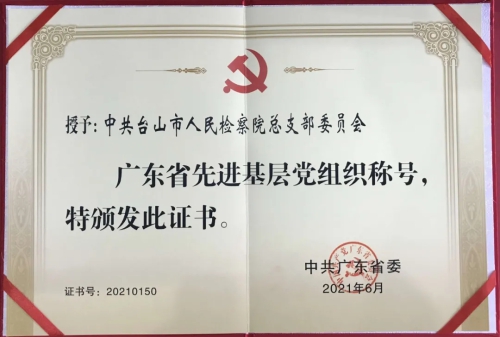 授予：中共台山市人民检察院总支部委员会
广东省先进基层党组织称号，
特颁发此证书。
中共广东省委
2021年6月
证书号：20210150